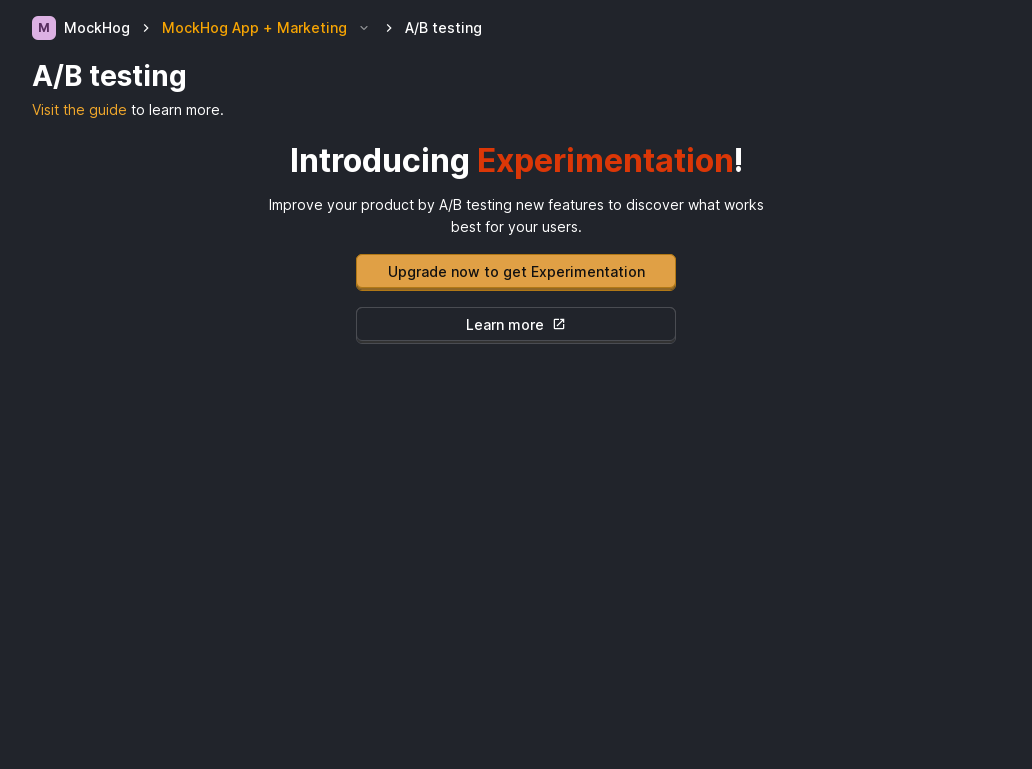 M MockHog MockHog App + Marketing A/B testing
A/B testing
Visit the guide to learn more.
Introducing Experimentation!
Improve your product by A/B testing new features to discover what works
best for your users.
Upgrade now to get Experimentation
Learn more